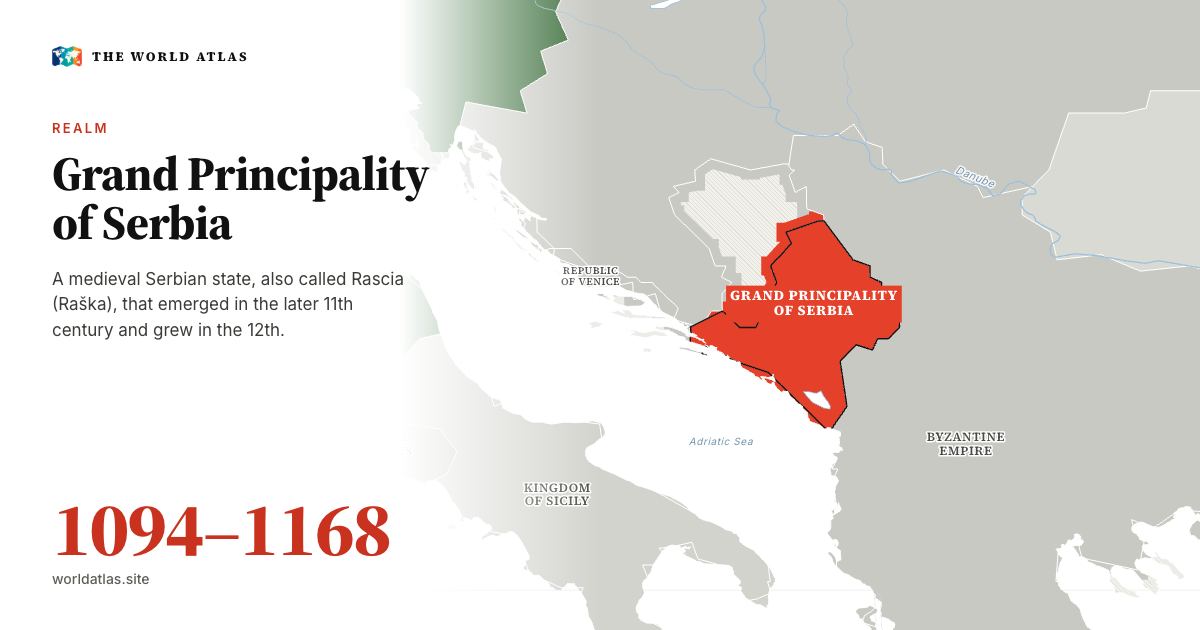 THE WORLD ATLAS
REALM
Grand Principality
of Serbia
A medieval Serbian state, also called Rascia
(Raška), that emerged in the later 11th
century and grew in the 12th.
1094–1168
worldatlas.site
Danube
REPUBLIC
OF VENICE
GRAND PRINCIPALITY
OF SERBIA
Adriatic Sea
BYZANTINE
EMPIRE
KINGDOM
OF SICILY